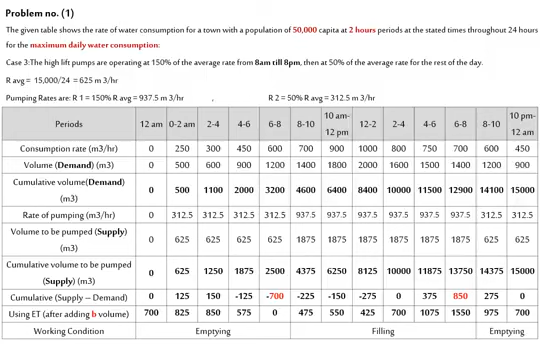 Problem no. (1)
The given table shows the rate of water consumption for a town with a population of 50,000 capita at 2 hours periods at the stated times throughout 24 hours
for the maximum daily water consumption:
Case 3:The high lift pumps are operating at 150% of the average rate from 8am till 8pm, then at 50% of the average rate for the rest of the day.
R avg = 15,000/24 = 625 m 3/hr
Pumping Rates are: R 1 = 150% R avg = 937.5 m 3/hr , R 2 = 50% R avg = 312.5 m 3/hr
Periods 12 am 0-2 am 2-4 4-6 6-8 8-10 10 am-12 pm 12-2 2-4 4-6 6-8 8-10 10 pm-12 am
Consumption rate (m3/hr) 0 250 300 450 600 700 900 1000 800 750 700 600 450
Volume (Demand) (m3) 0 500 600 900 1200 1400 1800 2000 1600 1500 1400 1200 900
Cumulative volume(Demand) (m3) 0 500 1100 2000 3200 4600 6400 8400 10000 11500 12900 14100 15000
Rate of pumping (m3/hr) 0 312.5 312.5 312.5 312.5 937.5 937.5 937.5 937.5 937.5 937.5 312.5 312.5
Volume to be pumped (Supply) (m3) 0 625 625 625 625 1875 1875 1875 1875 1875 1875 625 625
Cumulative volume to be pumped (Supply) (m3) 0 625 1250 1875 2500 4375 6250 8125 10000 11875 13750 14375 15000
Cumulative (Supply – Demand) 0 125 150 -125 -700 -225 -150 -275 0 375 850 275 0
Using ET (after adding b volume) 700 825 850 575 0 475 550 425 700 1075 1550 975 700
Working Condition Emptying Filling Emptying